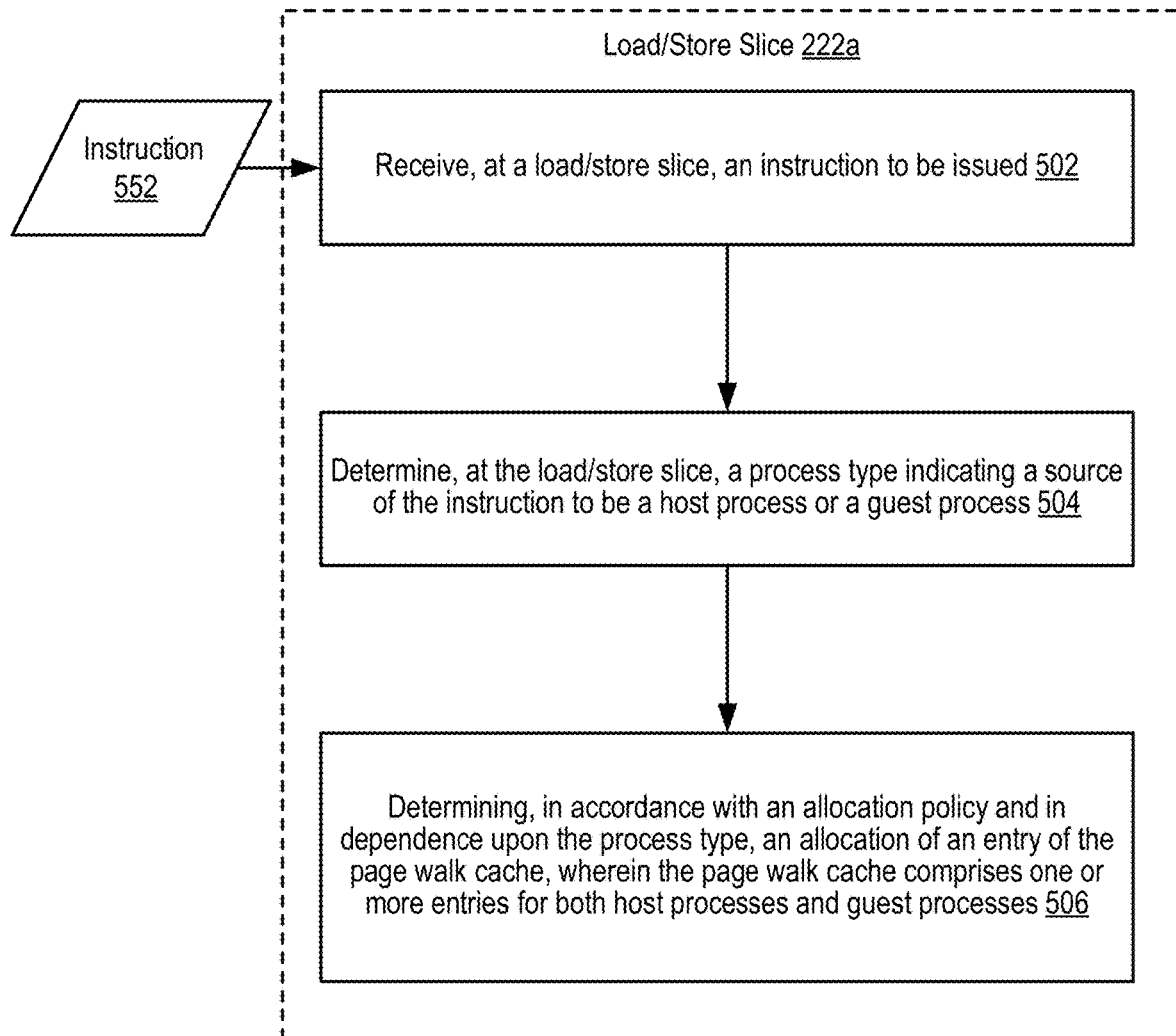 Load/Store Slice 222a
Instruction
552
Receive, at a load/store slice, an instruction to be issued 502
Determine, at the load/store slice, a process type indicating a source
of the instruction to be a host process or a guest process 504
Determining, in accordance with an allocation policy and in
dependence upon the process type, an allocation of an entry of the
page walk cache, wherein the page walk cache comprises one or
more entries for both host processes and guest processes 506